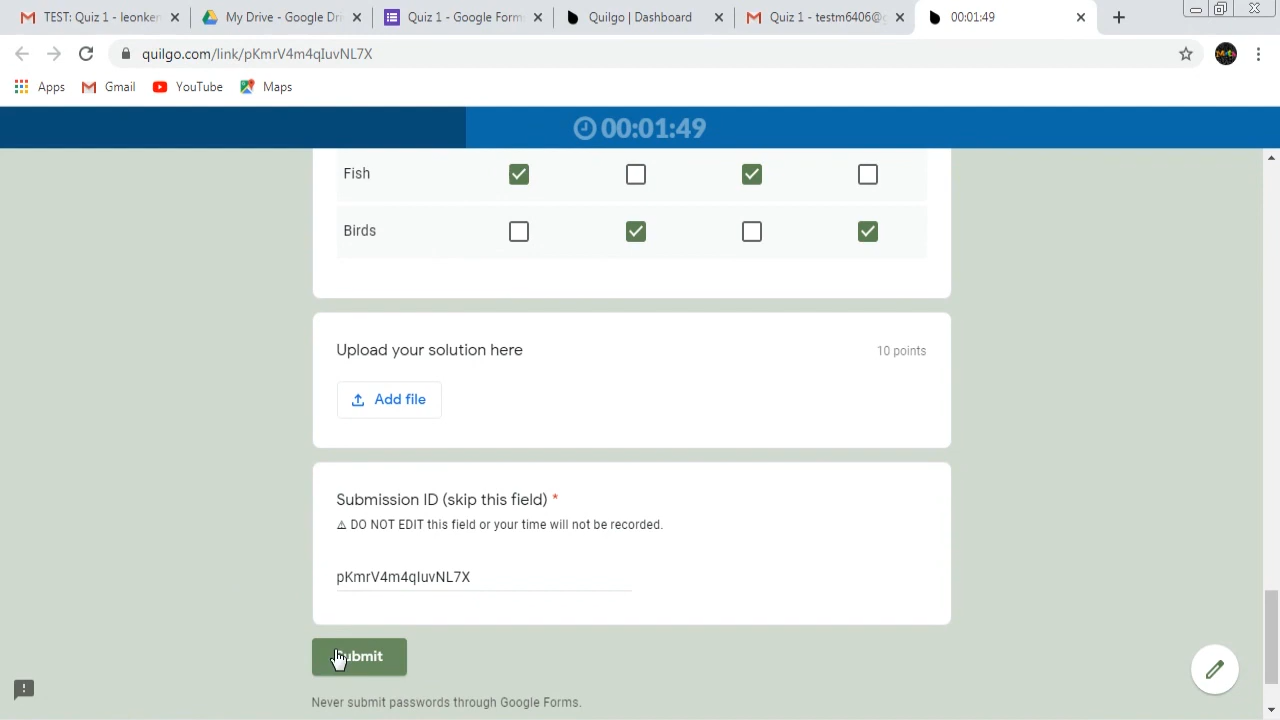 TEST: Quiz 1 - leonken
My Drive - Google Dri
Quiz 1 - Google Form
Quilgo | Dashboard
Quiz 1 - testm6406@g
00:01:49
quilgo.com/link/pKmrV4m4qIuvNL7X
Apps
Gmail
YouTube
Maps
00:01:49
Fish
Birds
Upload your solution here
10 points
Add file
Submission ID (skip this field) *
⚠ DO NOT EDIT this field or your time will not be recorded.
pKmrV4m4qIuvNL7X
Submit
Never submit passwords through Google Forms.